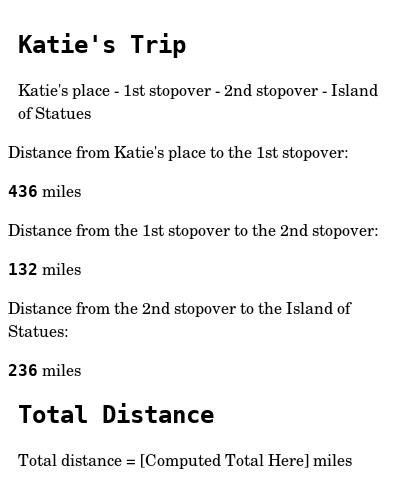 Katie's Trip
Katie's place - 1st stopover - 2nd stopover - Island
of Statues
Distance from Katie's place to the 1st stopover:
436 miles
Distance from the 1st stopover to the 2nd stopover:
132 miles
Distance from the 2nd stopover to the Island of
Statues:
236 miles
Total Distance
Total distance = [Computed Total Here] miles